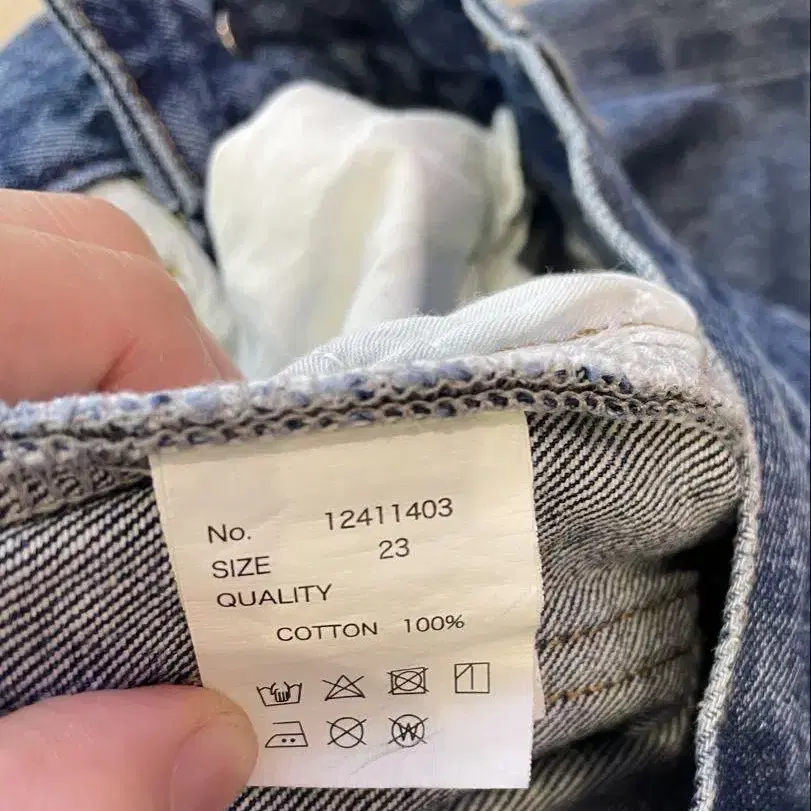 No. 12411403
SIZE 23
QUALITY
COTTON 100%
W